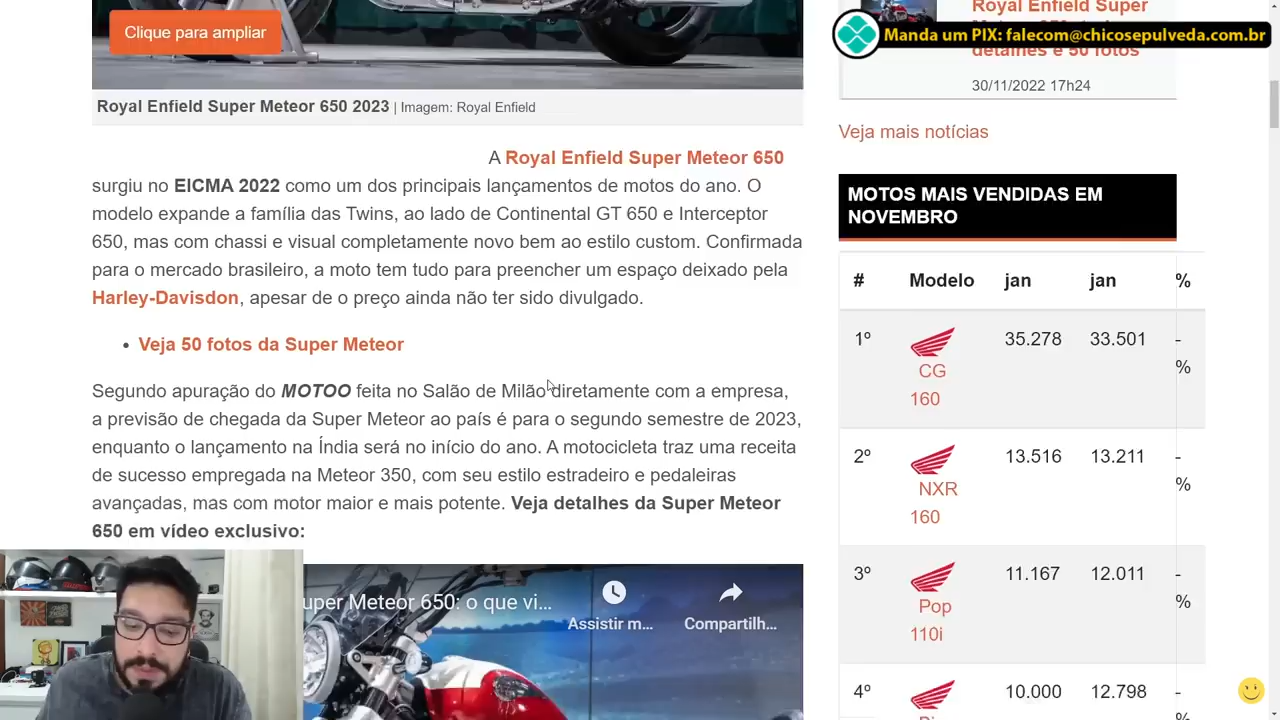 Clique para ampliar
Royal Enfield Super Meteor 650 2023 | Imagem: Royal Enfield
A Royal Enfield Super Meteor 650
surgiu no EICMA 2022 como um dos principais lançamentos de motos do ano. O
modelo expande a família das Twins, ao lado de Continental GT 650 e Interceptor
650, mas com chassi e visual completamente novo bem ao estilo custom. Confirmada
para o mercado brasileiro, a moto tem tudo para preencher um espaço deixado pela
Harley-Davisdon, apesar de o preço ainda não ter sido divulgado.
• Veja 50 fotos da Super Meteor
Segundo apuração do MOTOO feita no Salão de Milão diretamente com a empresa,
a previsão de chegada da Super Meteor ao país é para o segundo semestre de 2023,
enquanto o lançamento na Índia será no início do ano. A motocicleta traz uma receita
de sucesso empregada na Meteor 350, com seu estilo estradeiro e pedaleiras
avançadas, mas com motor maior e mais potente. Veja detalhes da Super Meteor
650 em vídeo exclusivo:
uper Meteor 650: o que vi...
Assistir m...
Compartilh...
Royal Enfield Super
Manda um PIX: falecom@chicosepulveda.com.br
detalhes e 50 fotos
30/11/2022 17h24
Veja mais notícias
MOTOS MAIS VENDIDAS EM
NOVEMBRO
# Modelo jan jan %
1º 35.278 33.501 -
%
CG
160
2º 13.516 13.211 -
%
NXR
160
3º 11.167 12.011 -
%
Pop
110i
4º 10.000 12.798 -